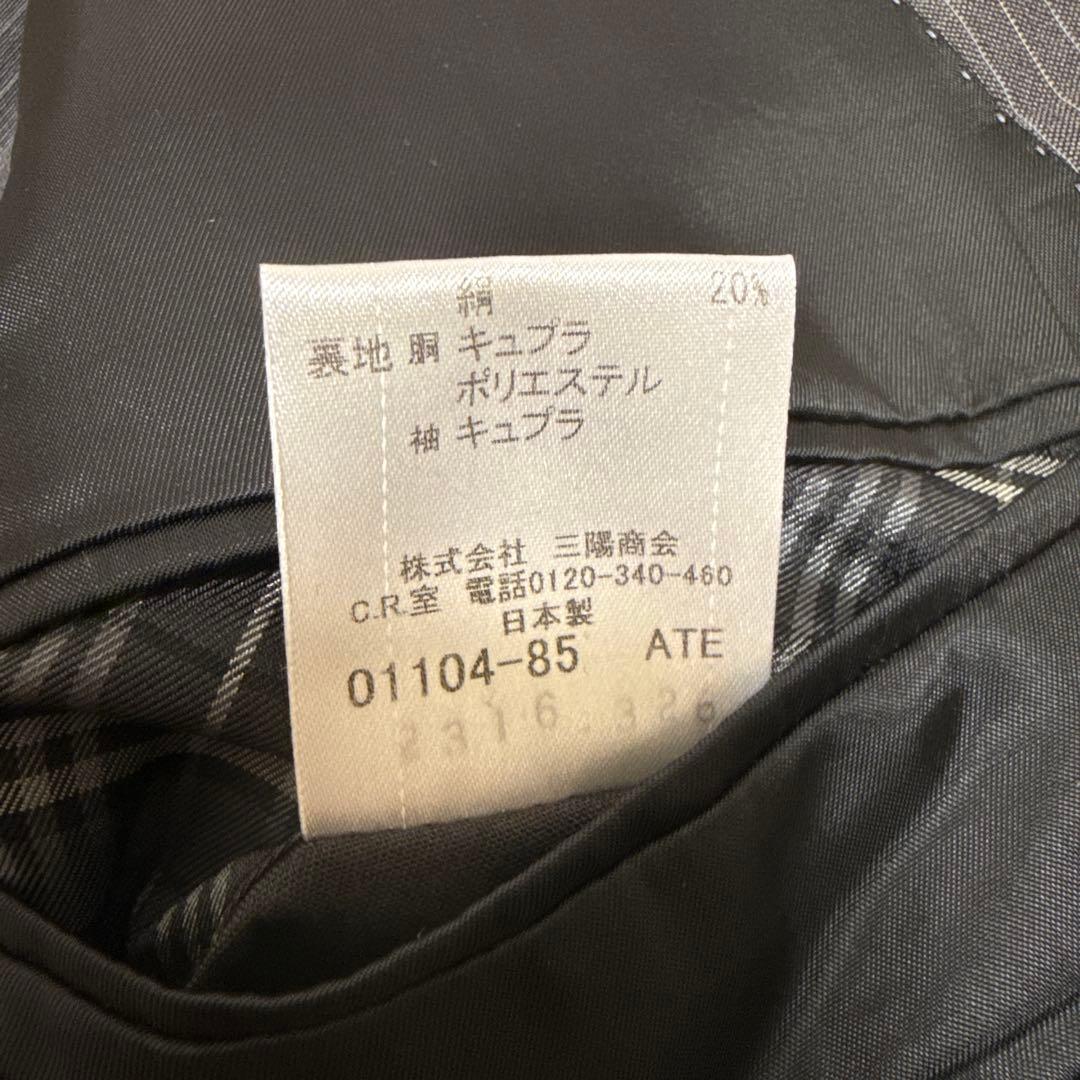 絹 20%
裏地 胴 キュプラ
ポリエステル
袖 キュプラ
株式会社 三陽商会
C.R.室 電話0120-340-460
日本製
01104-85 ATE
2316.326